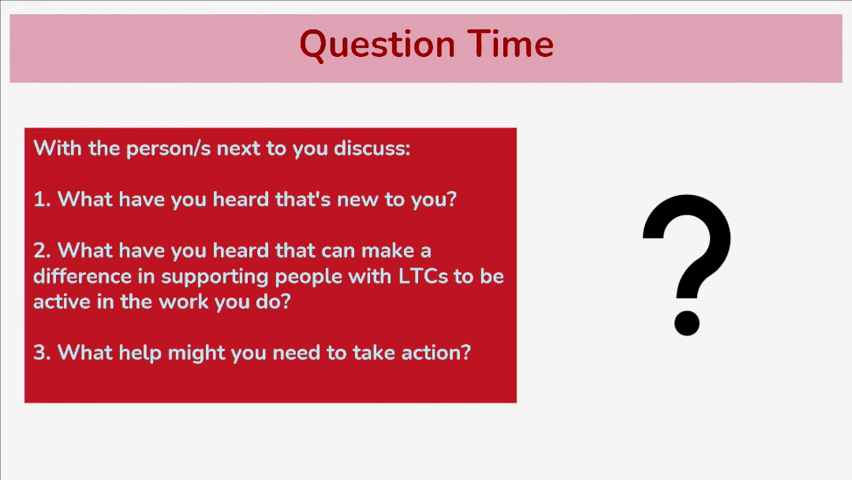 Question Time
With the person/s next to you discuss:
1. What have you heard that's new to you?
2. What have you heard that can make a
difference in supporting people with LTCs to be
active in the work you do?
3. What help might you need to take action?
?